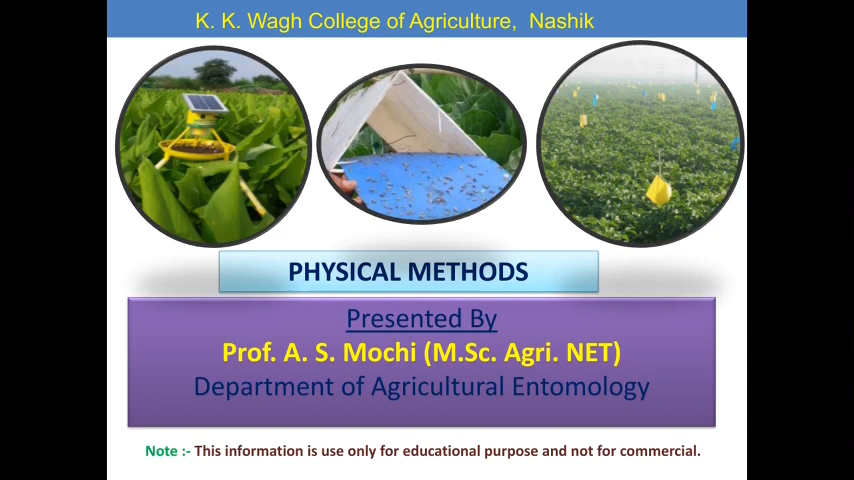 K. K. Wagh College of Agriculture, Nashik
PHYSICAL METHODS
Presented By
Prof. A. S. Mochi (M.Sc. Agri. NET)
Department of Agricultural Entomology
Note :- This information is use only for educational purpose and not for commercial.